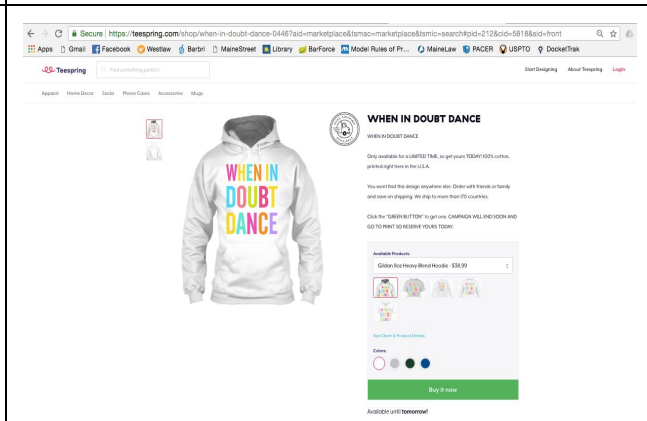 Secure | https://teespring.com/shop/when-in-doubt-dance-0446?aid=marketplace&tsmac=marketplace&tsmic=search#pid=212&cid=5818&sid=front
Apps Gmail Facebook Westlaw Barbri MaineStreet Library BarForce Model Rules of Pr... MaineLaw PACER USPTO DocketTrak
Teespring
Start Designing About Teespring Login
Apparel Home Decor Socks Phone Cases Accessories Mugs
WHEN IN
DOUBT
DANCE
WHEN IN DOUBT DANCE
WHEN IN DOUBT DANCE
Only available for a LIMITED TIME, so get yours TODAY! 100% cotton,
printed right here in the U.S.A.
You wont find this design anywhere else. Order with friends or family
and save on shipping. We ship to more than 170 countries.
Click the "GREEN BUTTON" to get one. CAMPAIGN WILL END SOON AND
GO TO PRINT SO RESERVE YOURS TODAY.
Available Products:
Gildan 8oz Heavy Blend Hoodie - $38.99
Size Chart & Product Details
Colors:
Buy it now
Available until tomorrow!